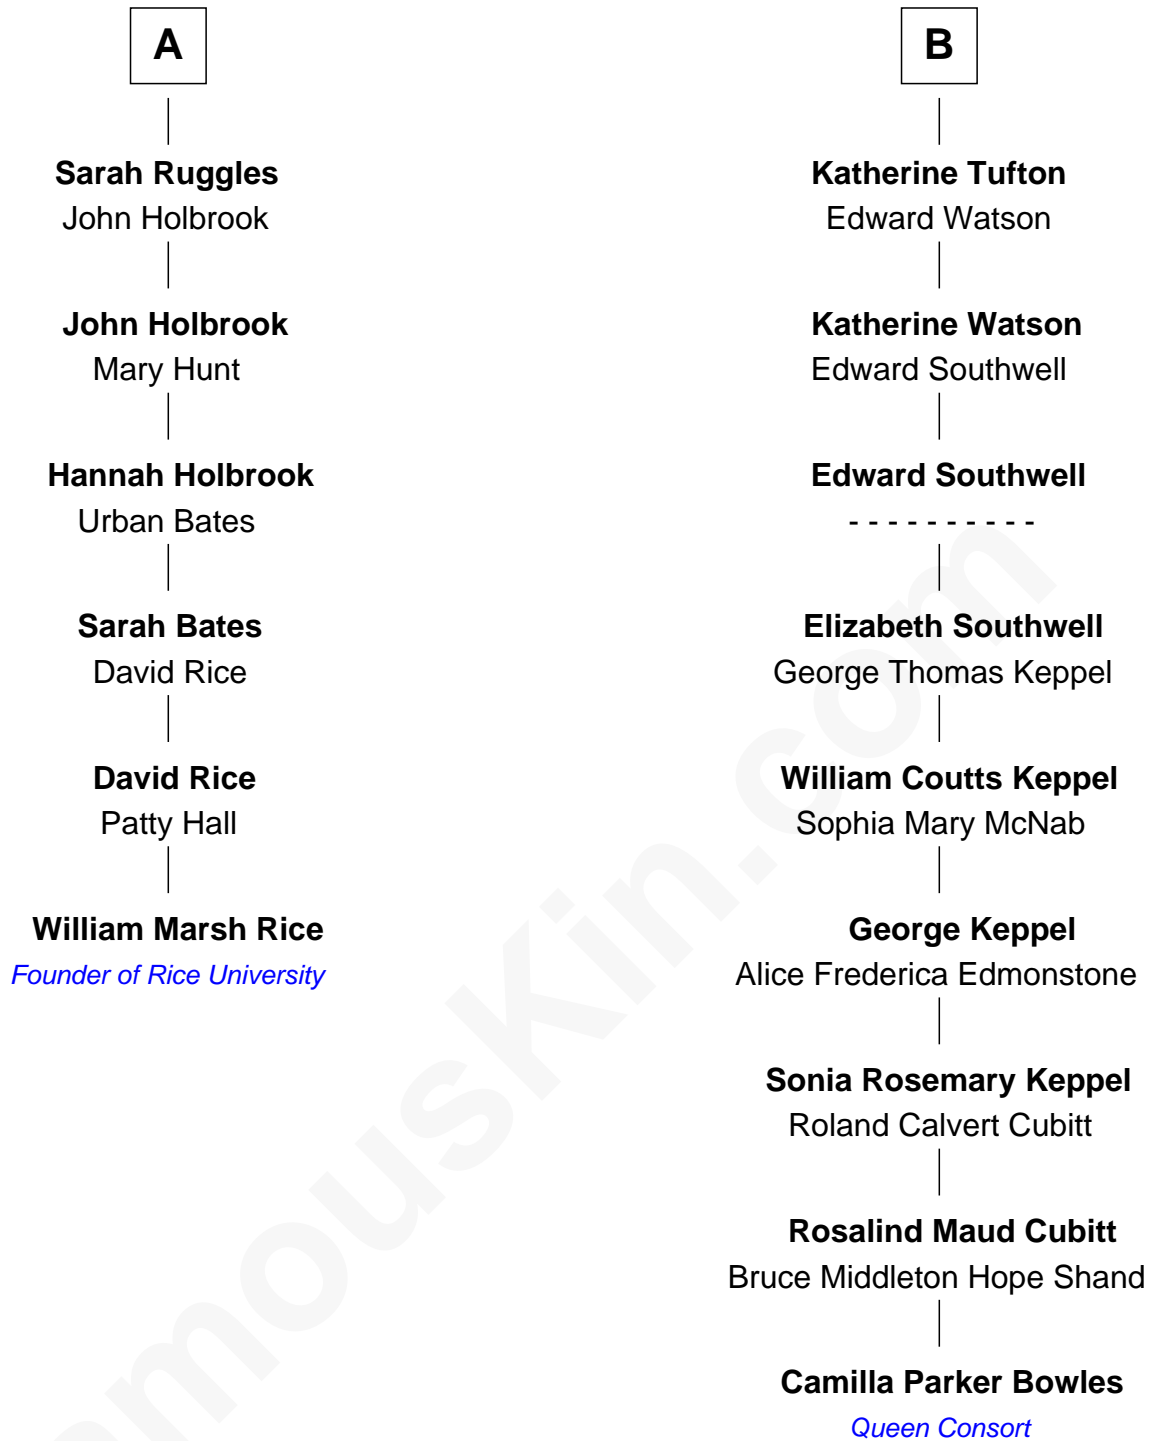 A
Sarah Ruggles
John Holbrook
John Holbrook
Mary Hunt
Hannah Holbrook
Urban Bates
Sarah Bates
David Rice
David Rice
Patty Hall
William Marsh Rice
Founder of Rice University
B
Katherine Tufton
Edward Watson
Katherine Watson
Edward Southwell
Edward Southwell
- - - - - - - - - -
Elizabeth Southwell
George Thomas Keppel
William Coutts Keppel
Sophia Mary McNab
George Keppel
Alice Frederica Edmonstone
Sonia Rosemary Keppel
Roland Calvert Cubitt
Rosalind Maud Cubitt
Bruce Middleton Hope Shand
Camilla Parker Bowles
Queen Consort
amouskin.com